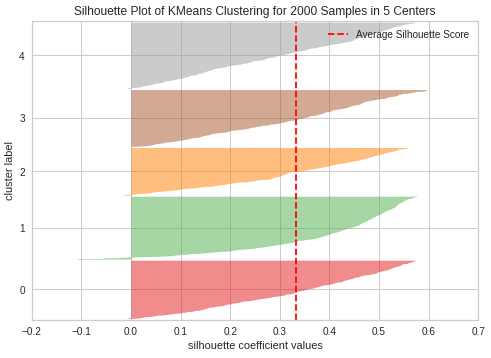 Silhouette Plot of KMeans Clustering for 2000 Samples in 5 Centers
Average Silhouette Score
4
3
2
1
0
cluster label
−0.2 −0.1 0.0 0.1 0.2 0.3 0.4 0.5 0.6 0.7
silhouette coefficient values